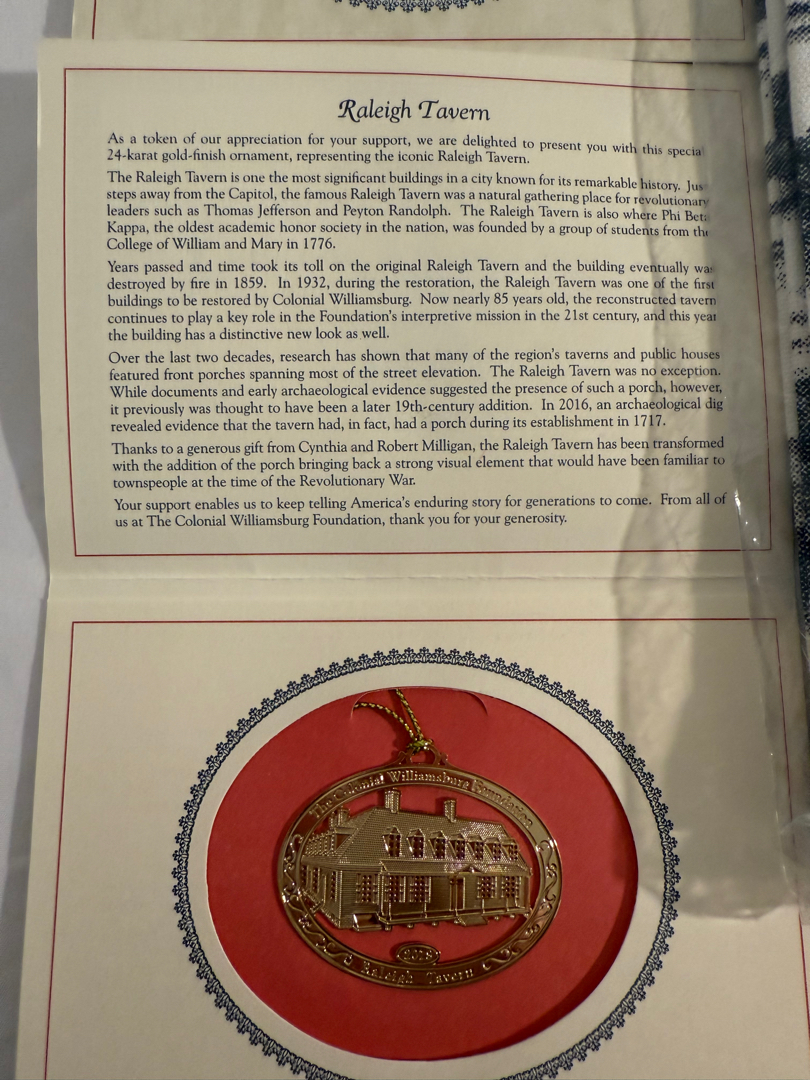 Raleigh Tavern
As a token of our appreciation for your support, we are delighted to present you with this specia
24-karat gold-finish ornament, representing the iconic Raleigh Tavern.
The Raleigh Tavern is one the most significant buildings in a city known for its remarkable history. Jus
steps away from the Capitol, the famous Raleigh Tavern was a natural gathering place for revolutionary
leaders such as Thomas Jefferson and Peyton Randolph. The Raleigh Tavern is also where Phi Beta
Kappa, the oldest academic honor society in the nation, was founded by a group of students from the
College of William and Mary in 1776.
Years passed and time took its toll on the original Raleigh Tavern and the building eventually was
destroyed by fire in 1859. In 1932, during the restoration, the Raleigh Tavern was one of the first
buildings to be restored by Colonial Williamsburg. Now nearly 85 years old, the reconstructed tavern
continues to play a key role in the Foundation's interpretive mission in the 21st century, and this year
the building has a distinctive new look as well.
Over the last two decades, research has shown that many of the region's taverns and public houses
featured front porches spanning most of the street elevation. The Raleigh Tavern was no exception.
While documents and early archaeological evidence suggested the presence of such a porch, however,
it previously was thought to have been a later 19th-century addition. In 2016, an archaeological dig
revealed evidence that the tavern had, in fact, had a porch during its establishment in 1717.
Thanks to a generous gift from Cynthia and Robert Milligan, the Raleigh Tavern has been transformed
with the addition of the porch bringing back a strong visual element that would have been familiar to
townspeople at the time of the Revolutionary War.
Your support enables us to keep telling America's enduring story for generations to come. From all of
us at The Colonial Williamsburg Foundation, thank you for your generosity.
The Colonial Williamsburg Foundation
2018
Raleigh Tavern